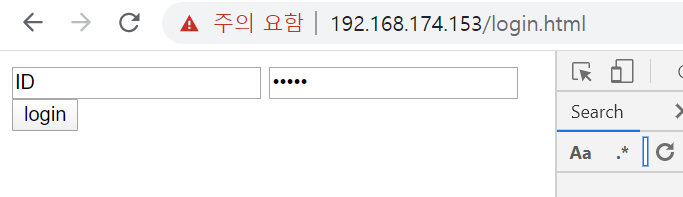 주의 요함 192.168.174.153/login.html
ID •••••
login
Search
Aa .*